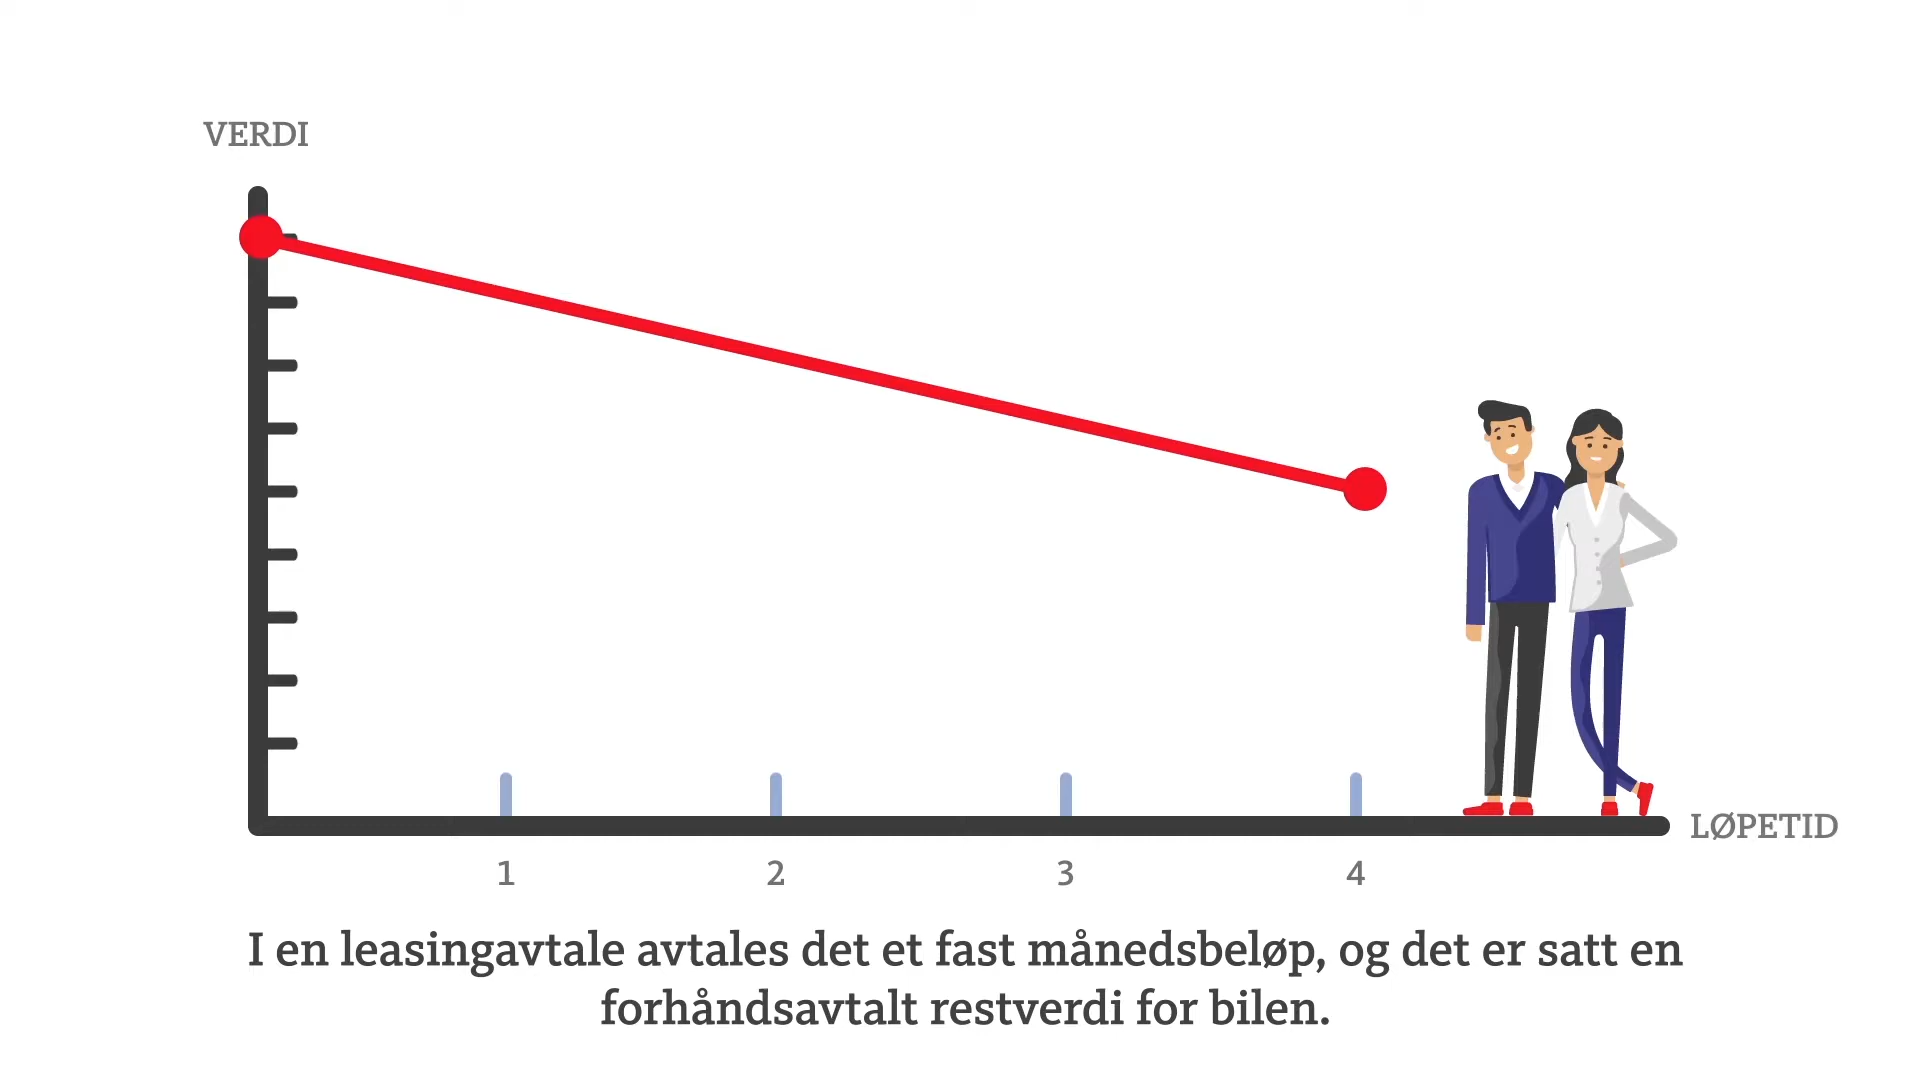 VERDI
LØPETID
1 2 3 4
I en leasingavtale avtales det et fast månedsbeløp, og det er satt en
forhåndsavtalt restverdi for bilen.